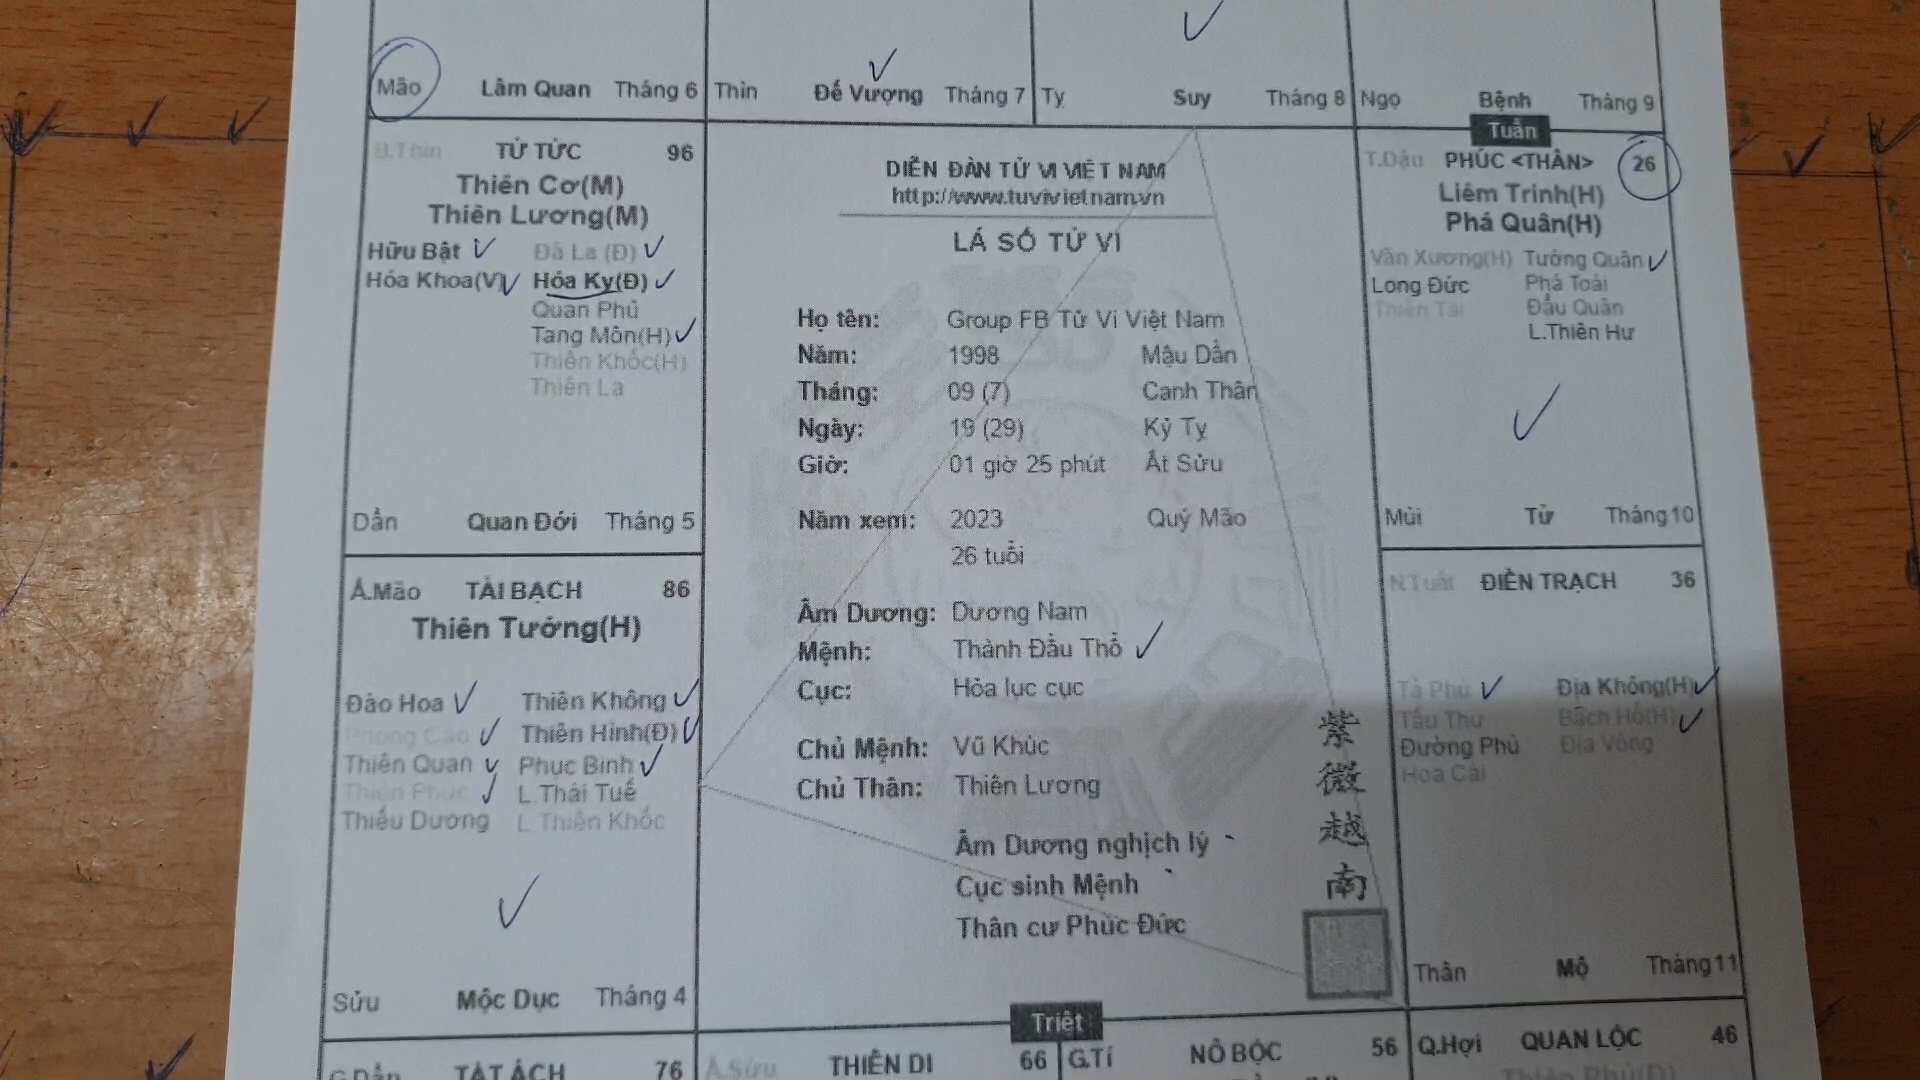 Mão Lâm Quan Tháng 6
Thìn Đế Vượng Tháng 7
Tỵ Suy Tháng 8
Ngọ Bệnh Tháng 9
Tuần
B.Thìn TỬ TỨC 96
Thiên Cơ(M)
Thiên Lương(M)
Hữu Bật Đà La (Đ)
Hóa Khoa(V) Hóa Kỵ(Đ)
Quan Phủ
Tang Môn(H)
Thiên Khốc(H)
Thiên La
Dần Quan Đới Tháng 5
DIỄN ĐÀN TỬ VI VIỆT NAM
http://www.tuvivietnam.vn
LÁ SỐ TỬ VI
Họ tên: Group FB Tử Vi Việt Nam
Năm: 1998 Mậu Dần
Tháng: 09 (7) Canh Thân
Ngày: 19 (29) Kỷ Tỵ
Giờ: 01 giờ 25 phút Ất Sửu
Năm xem: 2023 Quý Mão
26 tuổi
Âm Dương: Dương Nam
Mệnh: Thành Đầu Thổ
Cục: Hỏa lục cục
Chủ Mệnh: Vũ Khúc
Chủ Thân: Thiên Lương
Âm Dương nghịch lý
Cục sinh Mệnh
Thân cư Phúc Đức
紫
微
越
南
T.Dậu PHÚC <THÂN> 26
Liêm Trinh(H)
Phá Quân(H)
Văn Xương(H) Tướng Quân
Long Đức Phá Toái
Thiên Tài Đẩu Quân
L.Thiên Hư
Mùi Tử Tháng 10
Ấ.Mão TÀI BẠCH 86
Thiên Tướng(H)
Đào Hoa Thiên Không
Phong Cáo Thiên Hình(Đ)
Thiên Quan Phục Binh
Thiên Phúc L.Thái Tuế
Thiếu Dương L.Thiên Khốc
Sửu Mộc Dục Tháng 4
N.Tuất ĐIỀN TRẠCH 36
Tả Phù Địa Không(H)
Tấu Thư Bạch Hổ(H)
Đường Phù Địa Võng
Hoa Cái
Thân Mộ Tháng 11
Triệt
G.Dần TẬT ÁCH 76
Ấ.Sửu THIÊN DI 66
G.Tí NÔ BỘC 56
Q.Hợi QUAN LỘC 46
Thiên Phủ(Đ)